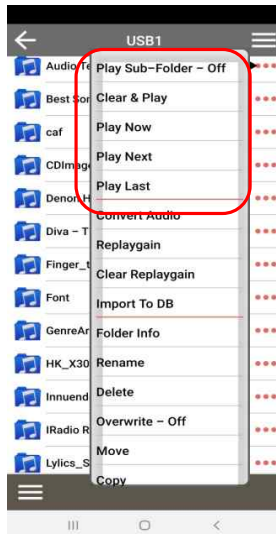 USB1
Audio Te
Play Sub-Folder - Off
Best Son
Clear & Play
caf
Play Now
CDImage
Play Next
Denon H
Play Last
Convert Audio
Diva - T
Replaygain
Finger_t
Clear Replaygain
Font
Import To DB
GenreAr
Folder Info
HK_X30
Rename
Innuend
Delete
IRadio R
Overwrite - Off
Lylics_S
Move
Copy